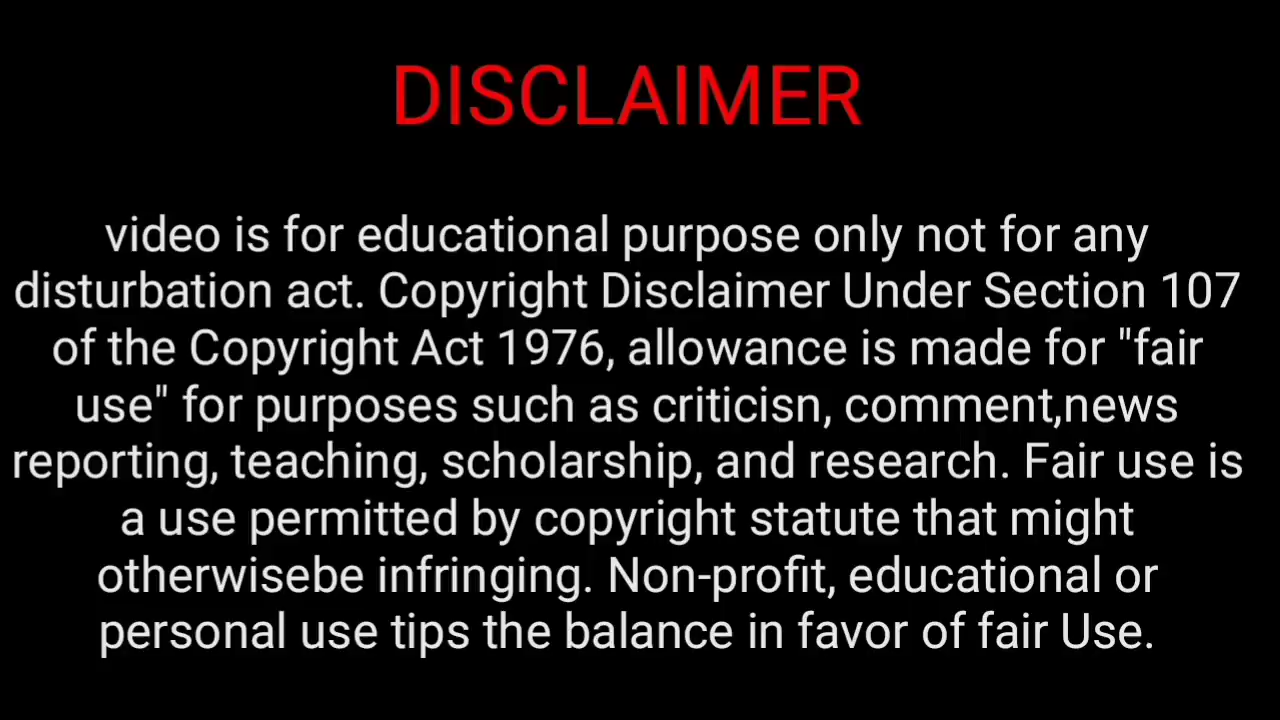 DISCLAIMER
video is for educational purpose only not for any
disturbation act. Copyright Disclaimer Under Section 107
of the Copyright Act 1976, allowance is made for "fair
use" for purposes such as criticisn, comment,news
reporting, teaching, scholarship, and research. Fair use is
a use permitted by copyright statute that might
otherwisebe infringing. Non-profit, educational or
personal use tips the balance in favor of fair Use.